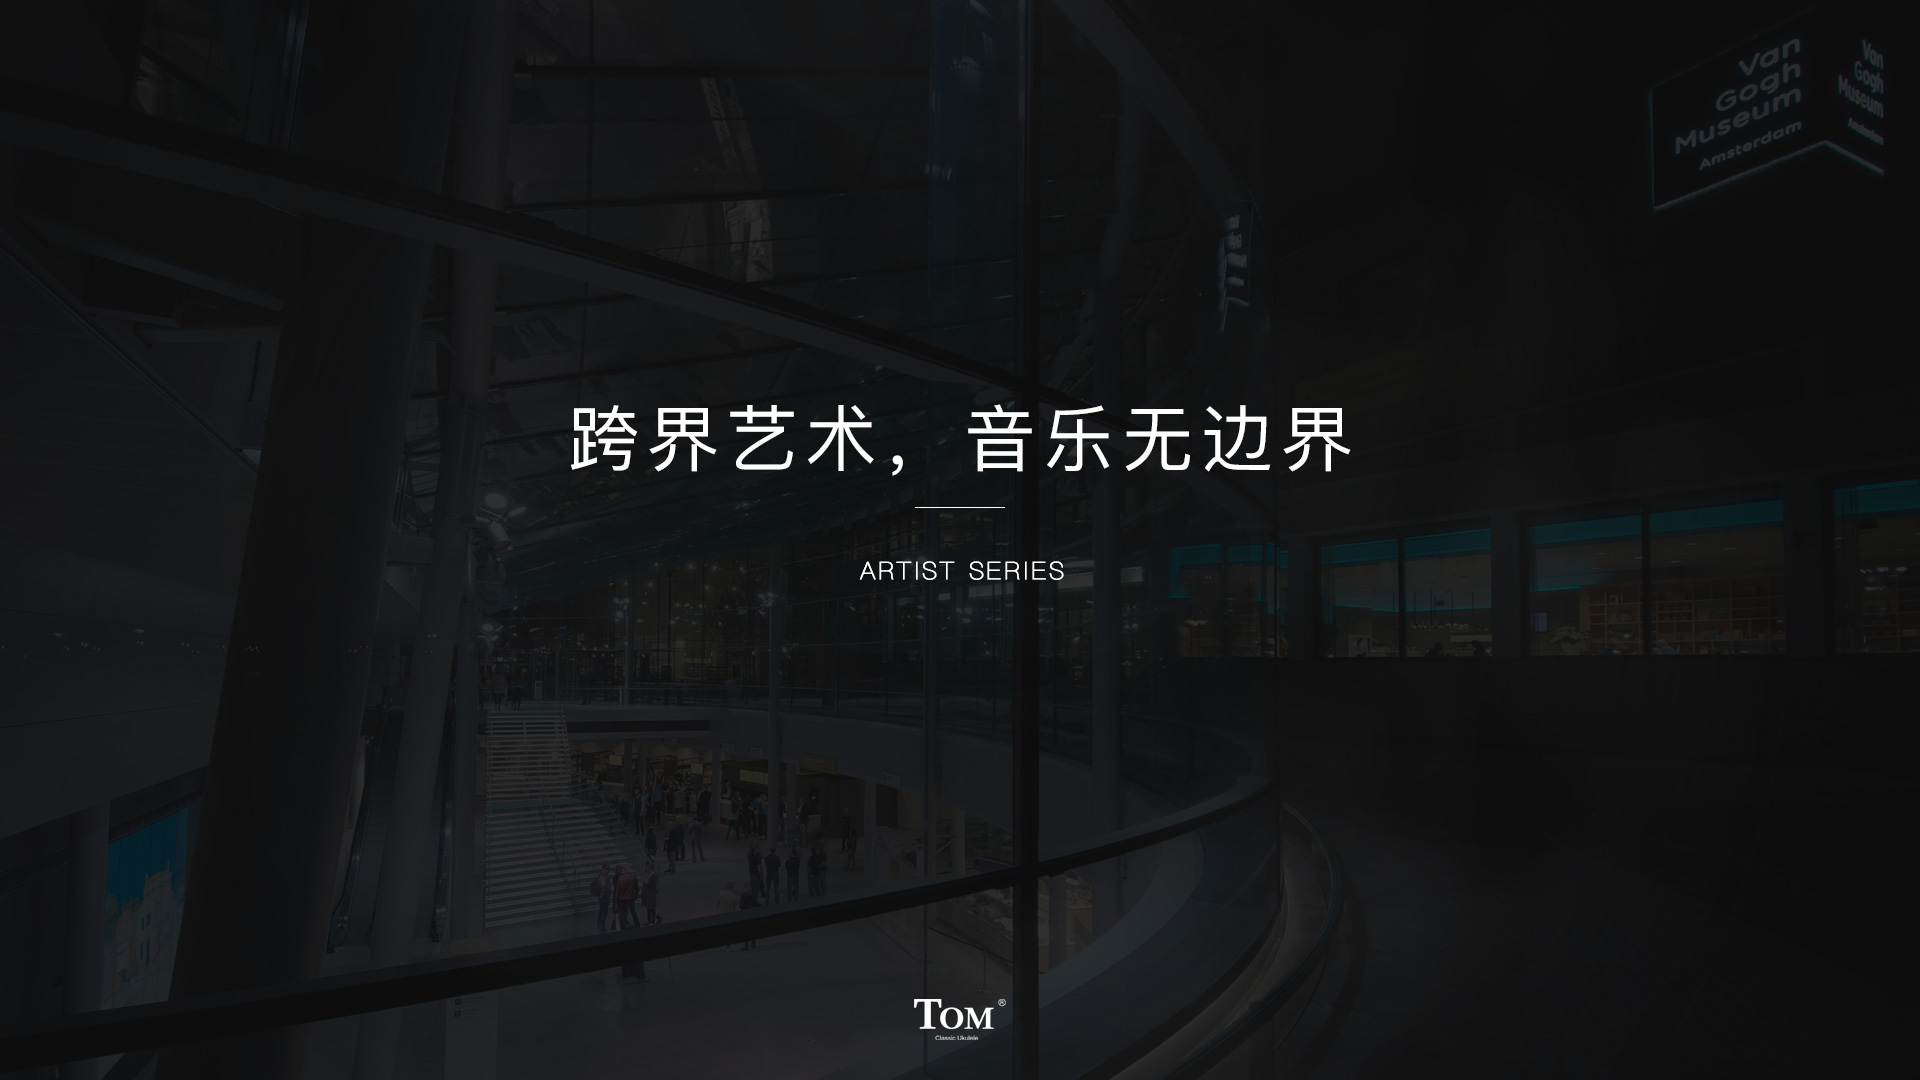 Van
Gogh
Museum
Amsterdam
Van
Gogh
Museum
Amsterdam
跨界艺术，音乐无边界
ARTIST SERIES
TOM®
Classic Ukulele